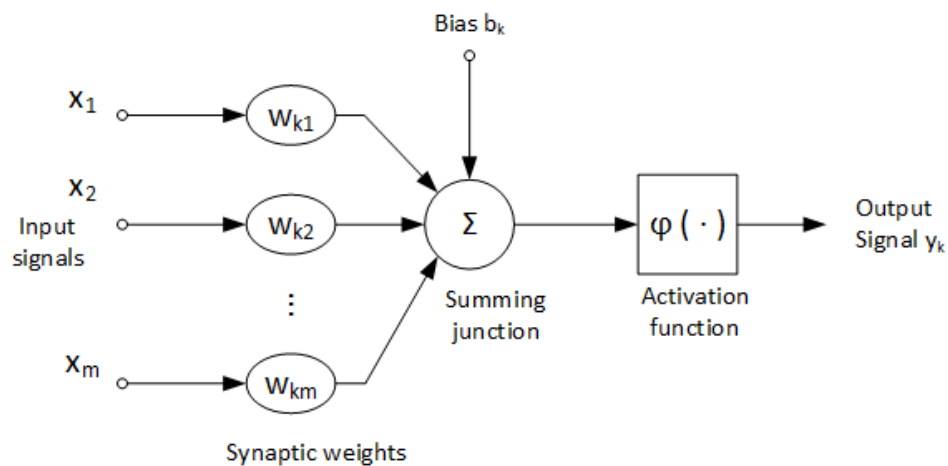 Bias bₖ
x₁
wₖ₁
x₂
Input
signals
wₖ₂
Σ
φ ( · )
Output
Signal yₖ
⋮
Summing
junction
Activation
function
xₘ
wₖₘ
Synaptic weights